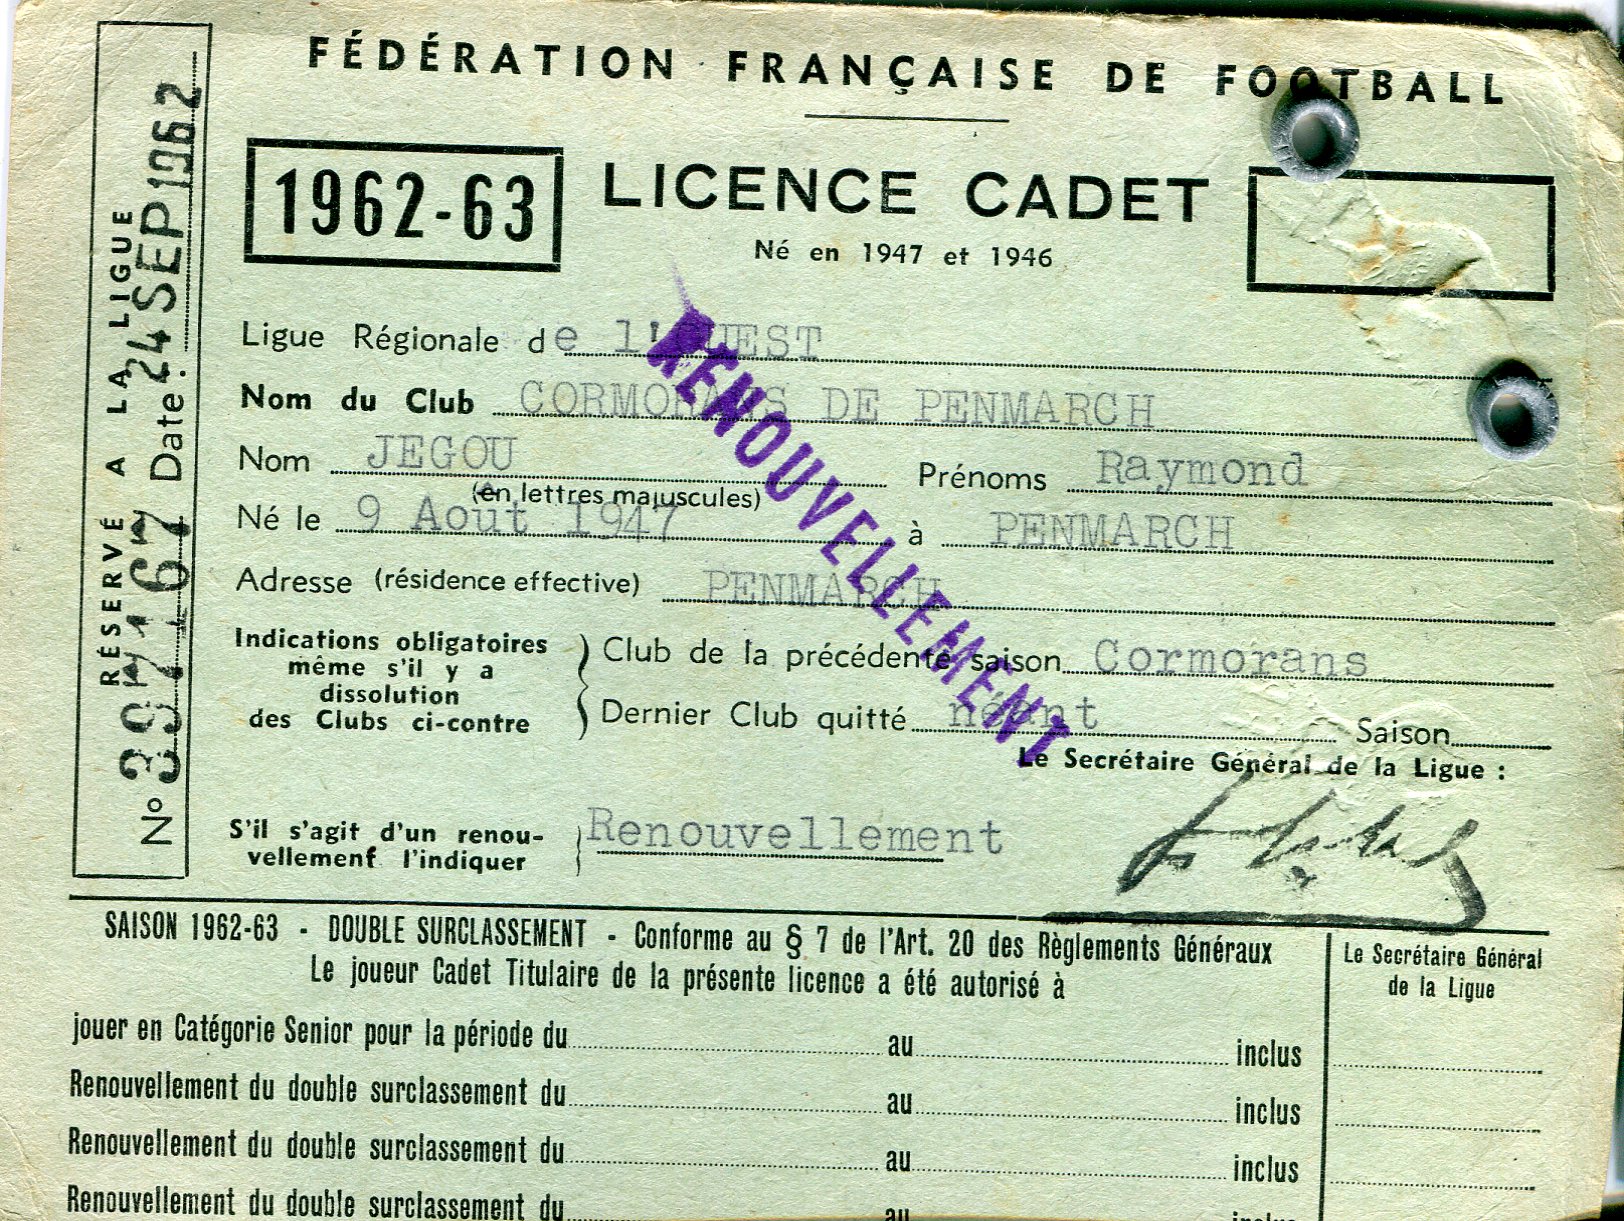 FÉDÉRATION FRANÇAISE DE FOOTBALL
1962-63
LICENCE CADET
Né en 1947 et 1946
RÉSERVÉ A LA LIGUE
Date: 24 SEP 1962
N°
Ligue Régionale de l'OUEST
Nom du Club CORMORANS DE PENMARCH
Nom JEGOU Prénoms Raymond
(en lettres majuscules)
Né le 9 Août 1947 à PENMARCH
Adresse (résidence effective) PENMARCH
RENOUVELLEMENT
Indications obligatoires
même s'il y a
dissolution
des Clubs ci-contre
Club de la précédente saison Cormorans
Dernier Club quitté néant Saison
Le Secrétaire Général de la Ligue :
S'il s'agit d'un renou-
vellement l'indiquer
Renouvellement
SAISON 1962-63 - DOUBLE SURCLASSEMENT - Conforme au § 7 de l'Art. 20 des Règlements Généraux
Le joueur Cadet Titulaire de la présente licence a été autorisé à
Le Secrétaire Général
de la Ligue
jouer en Catégorie Senior pour la période du au inclus
Renouvellement du double surclassement du au inclus
Renouvellement du double surclassement du au inclus
Renouvellement du double surclassement du au inclus